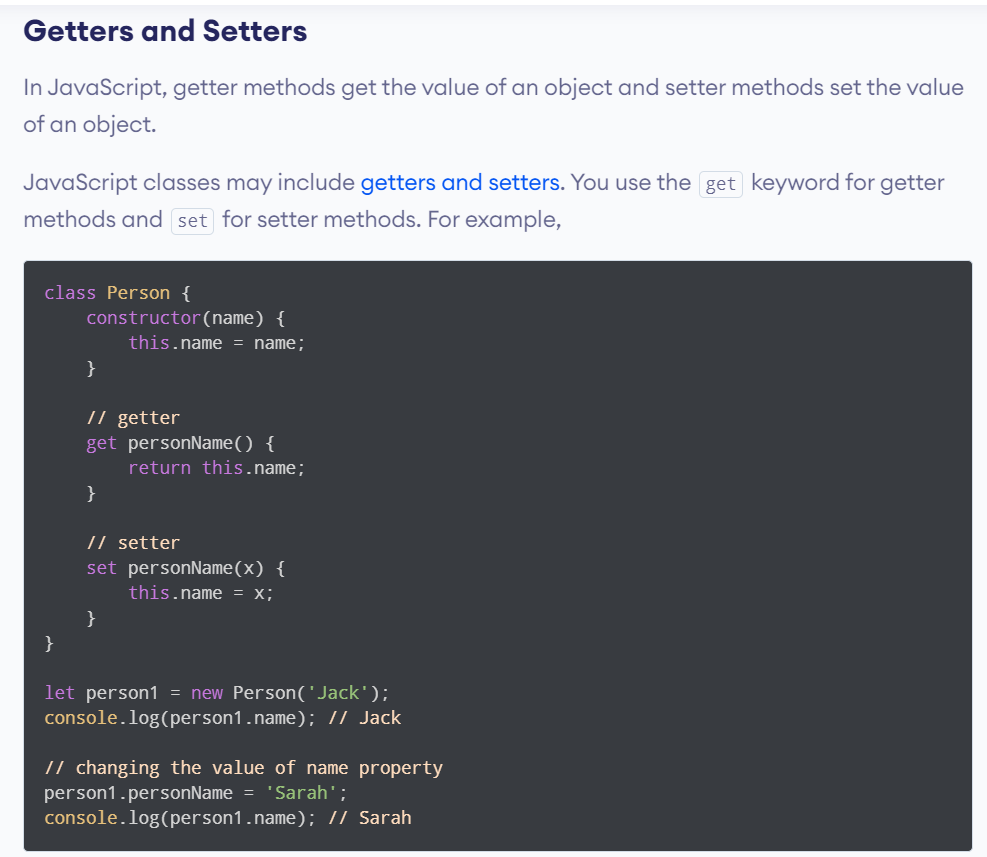 Getters and Setters
In JavaScript, getter methods get the value of an object and setter methods set the value
of an object.
JavaScript classes may include getters and setters. You use the get keyword for getter
methods and set for setter methods. For example,
class Person {
    constructor(name) {
        this.name = name;
    }

    // getter
    get personName() {
        return this.name;
    }

    // setter
    set personName(x) {
        this.name = x;
    }
}

let person1 = new Person('Jack');
console.log(person1.name); // Jack

// changing the value of name property
person1.personName = 'Sarah';
console.log(person1.name); // Sarah